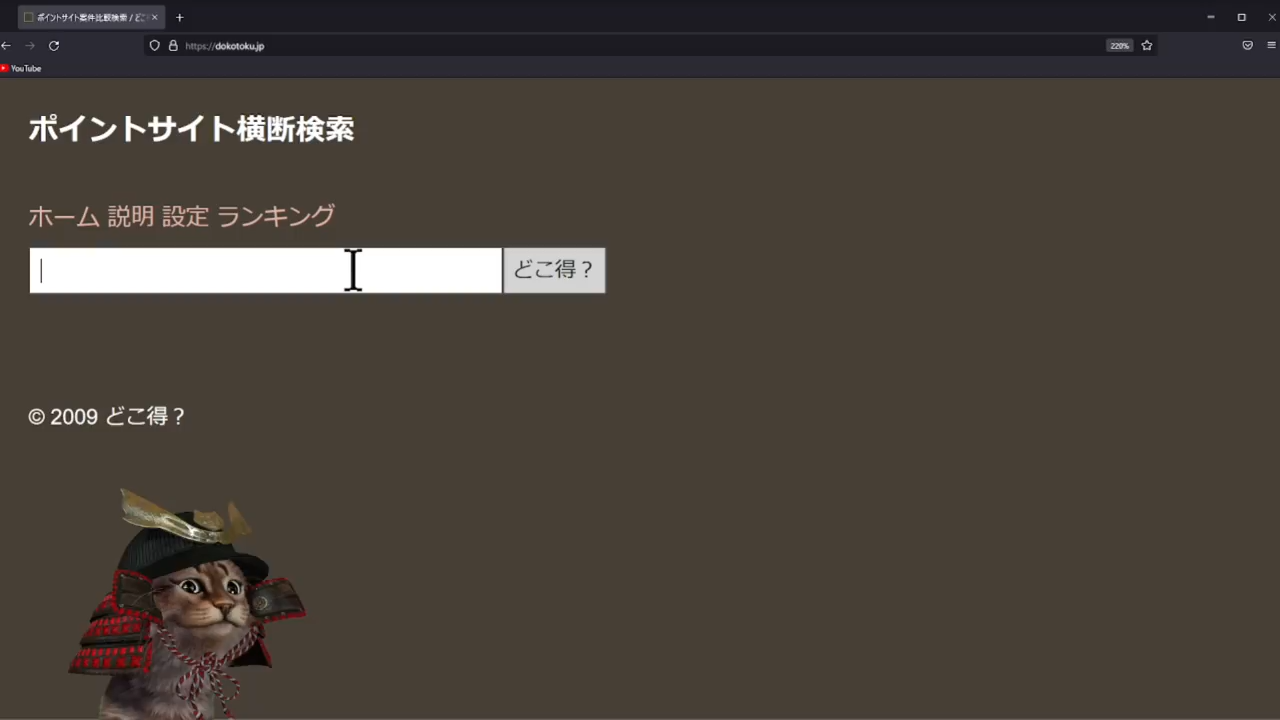 ポイントサイト案件比較検索 / どこ
https://dokotoku.jp
220%
YouTube
ポイントサイト横断検索
ホーム 説明 設定 ランキング
どこ得？
© 2009 どこ得？